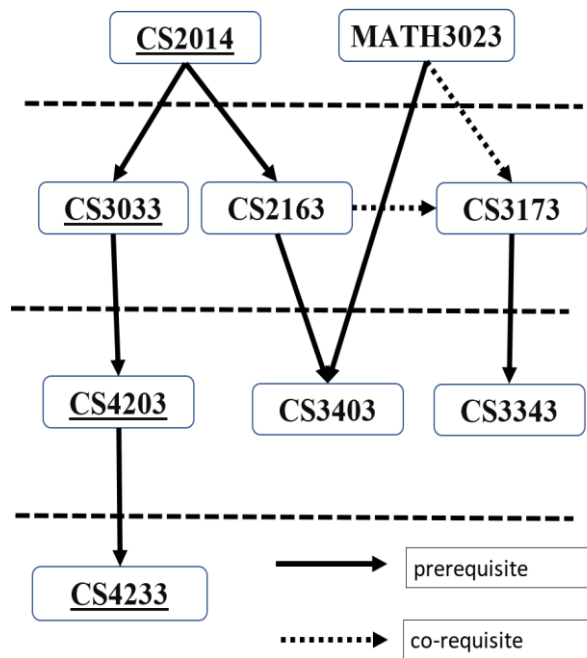 CS2014
MATH3023
CS3033
CS2163
CS3173
CS4203
CS3403
CS3343
CS4233
prerequisite
co-requisite